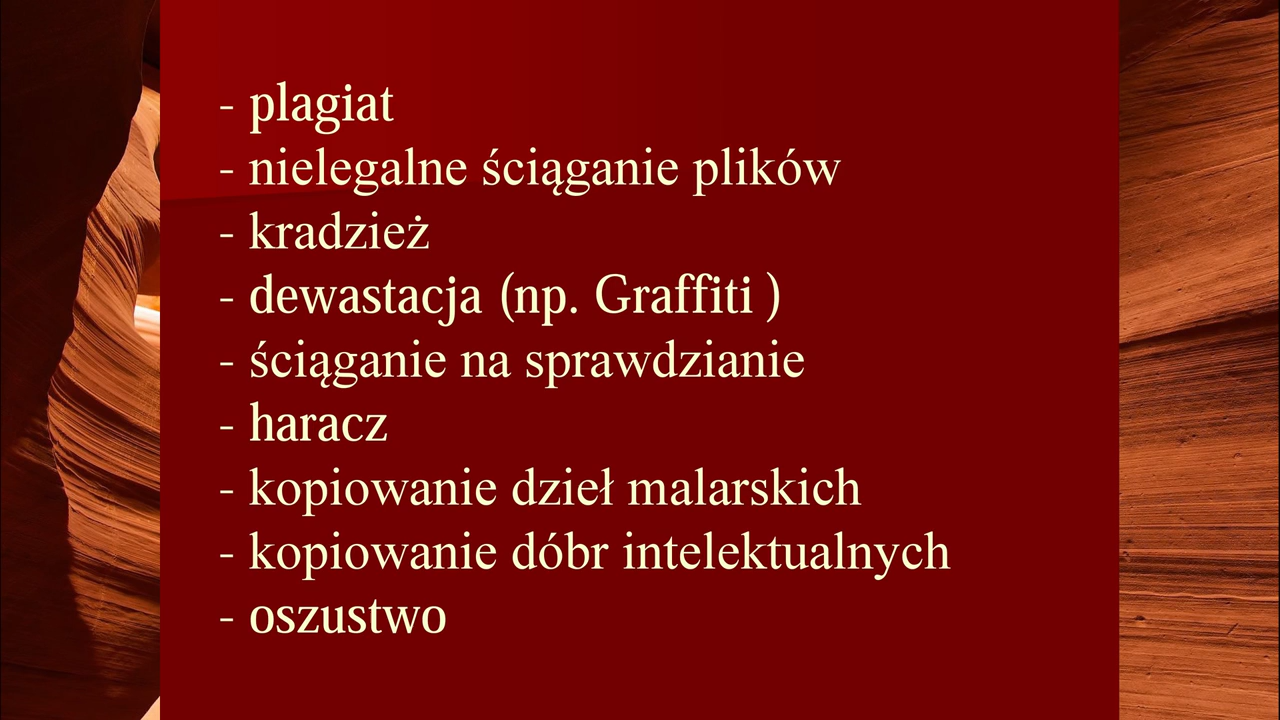 - plagiat
- nielegalne ściąganie plików
- kradzież
- dewastacja (np. Graffiti )
- ściąganie na sprawdzianie
- haracz
- kopiowanie dzieł malarskich
- kopiowanie dóbr intelektualnych
- oszustwo